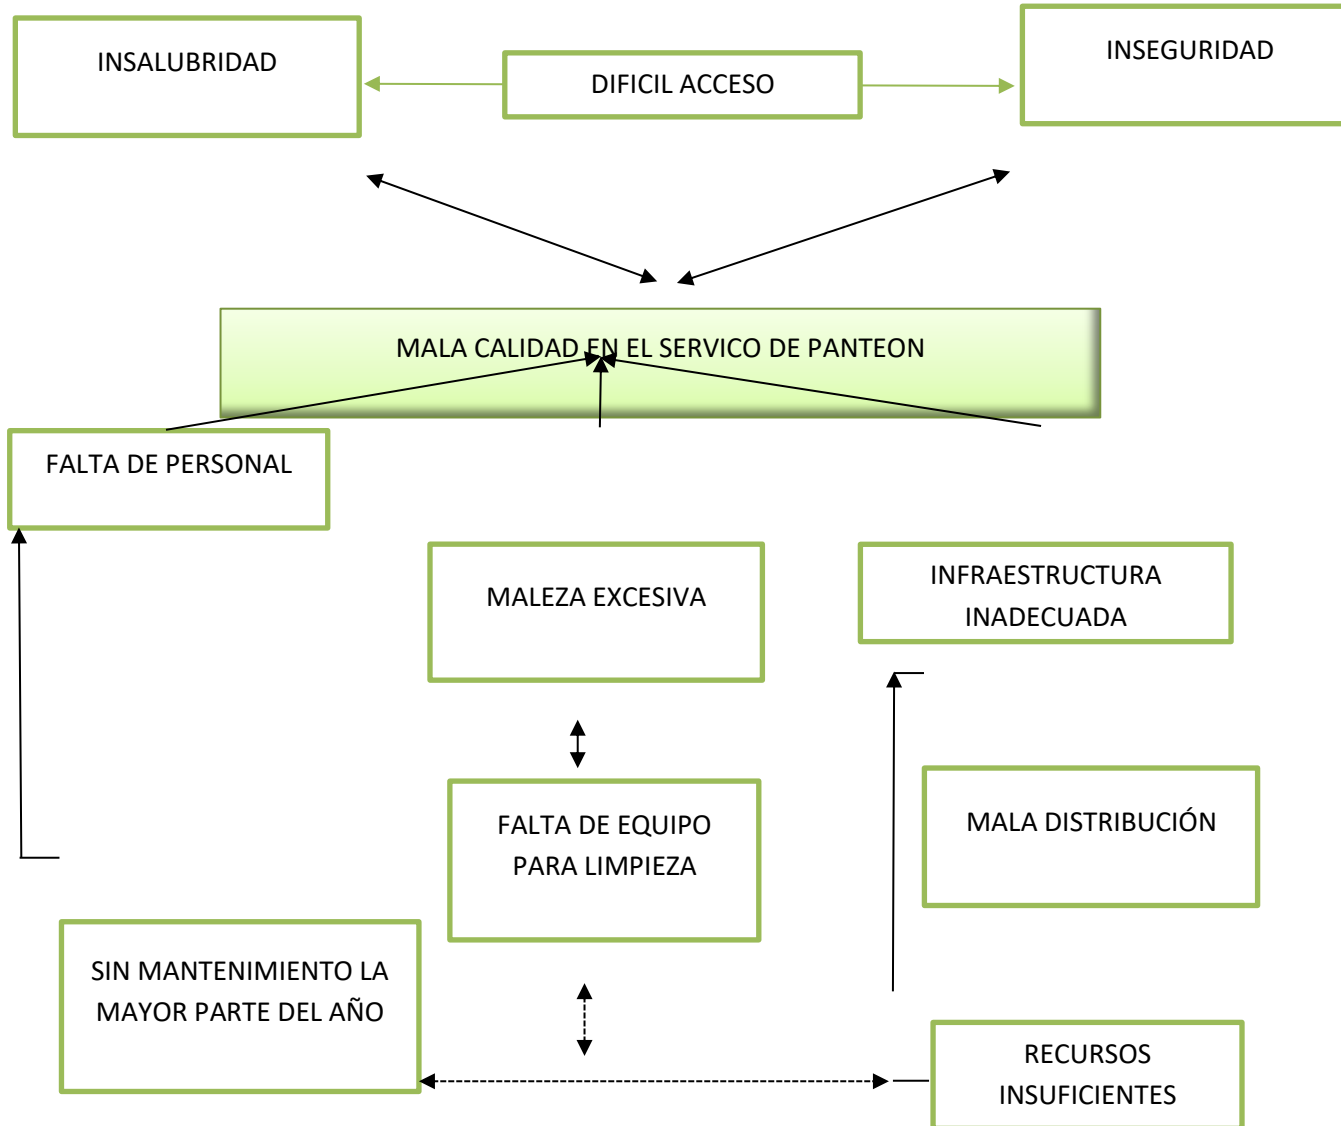 INSALUBRIDAD
DIFICIL ACCESO
INSEGURIDAD
MALA CALIDAD EN EL SERVICO DE PANTEON
FALTA DE PERSONAL
MALEZA EXCESIVA
INFRAESTRUCTURA
INADECUADA
FALTA DE EQUIPO
PARA LIMPIEZA
MALA DISTRIBUCIÓN
SIN MANTENIMIENTO LA
MAYOR PARTE DEL AÑO
RECURSOS
INSUFICIENTES